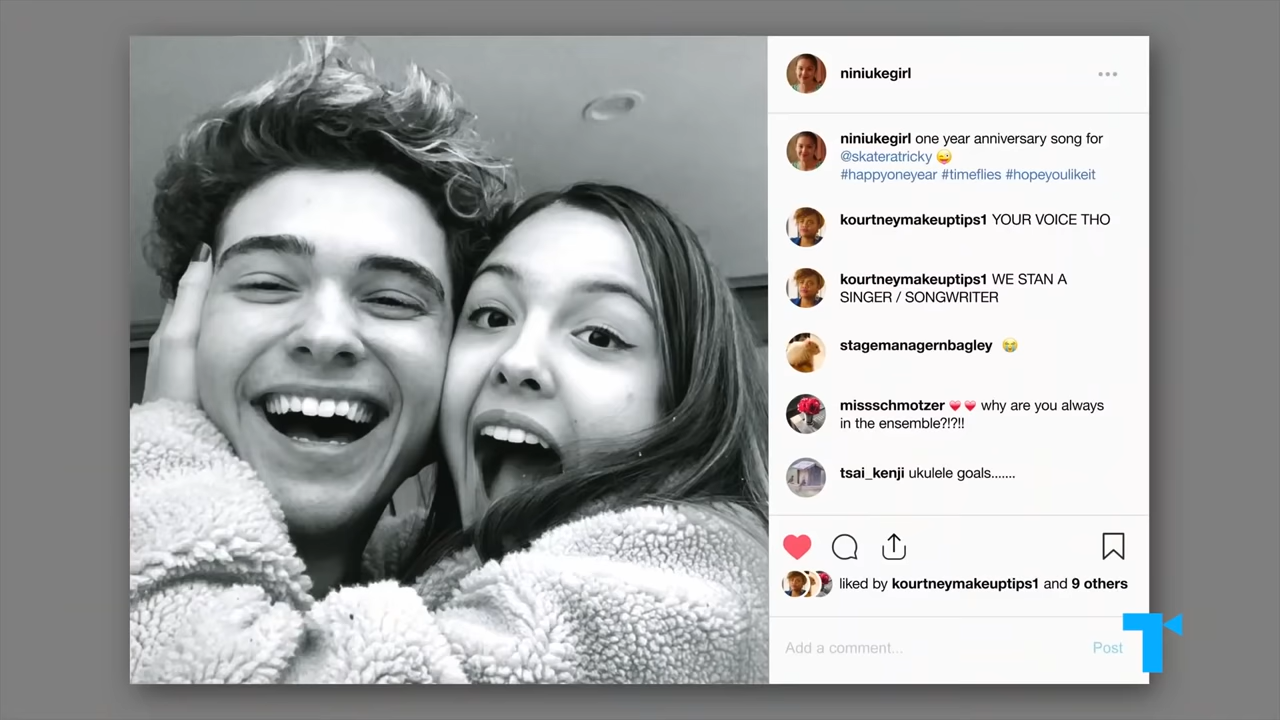 niniukegirl
niniukegirl one year anniversary song for
@skateratricky 😜
#happyoneyear #timeflies #hopeyoulikeit
kourtneymakeuptips1 YOUR VOICE THO
kourtneymakeuptips1 WE STAN A
SINGER / SONGWRITER
stagemanagernbagley 😭
missschmotzer 💗💗 why are you always
in the ensemble?!?!!
tsai_kenji ukulele goals.......
liked by kourtneymakeuptips1 and 9 others
Add a comment...
Post